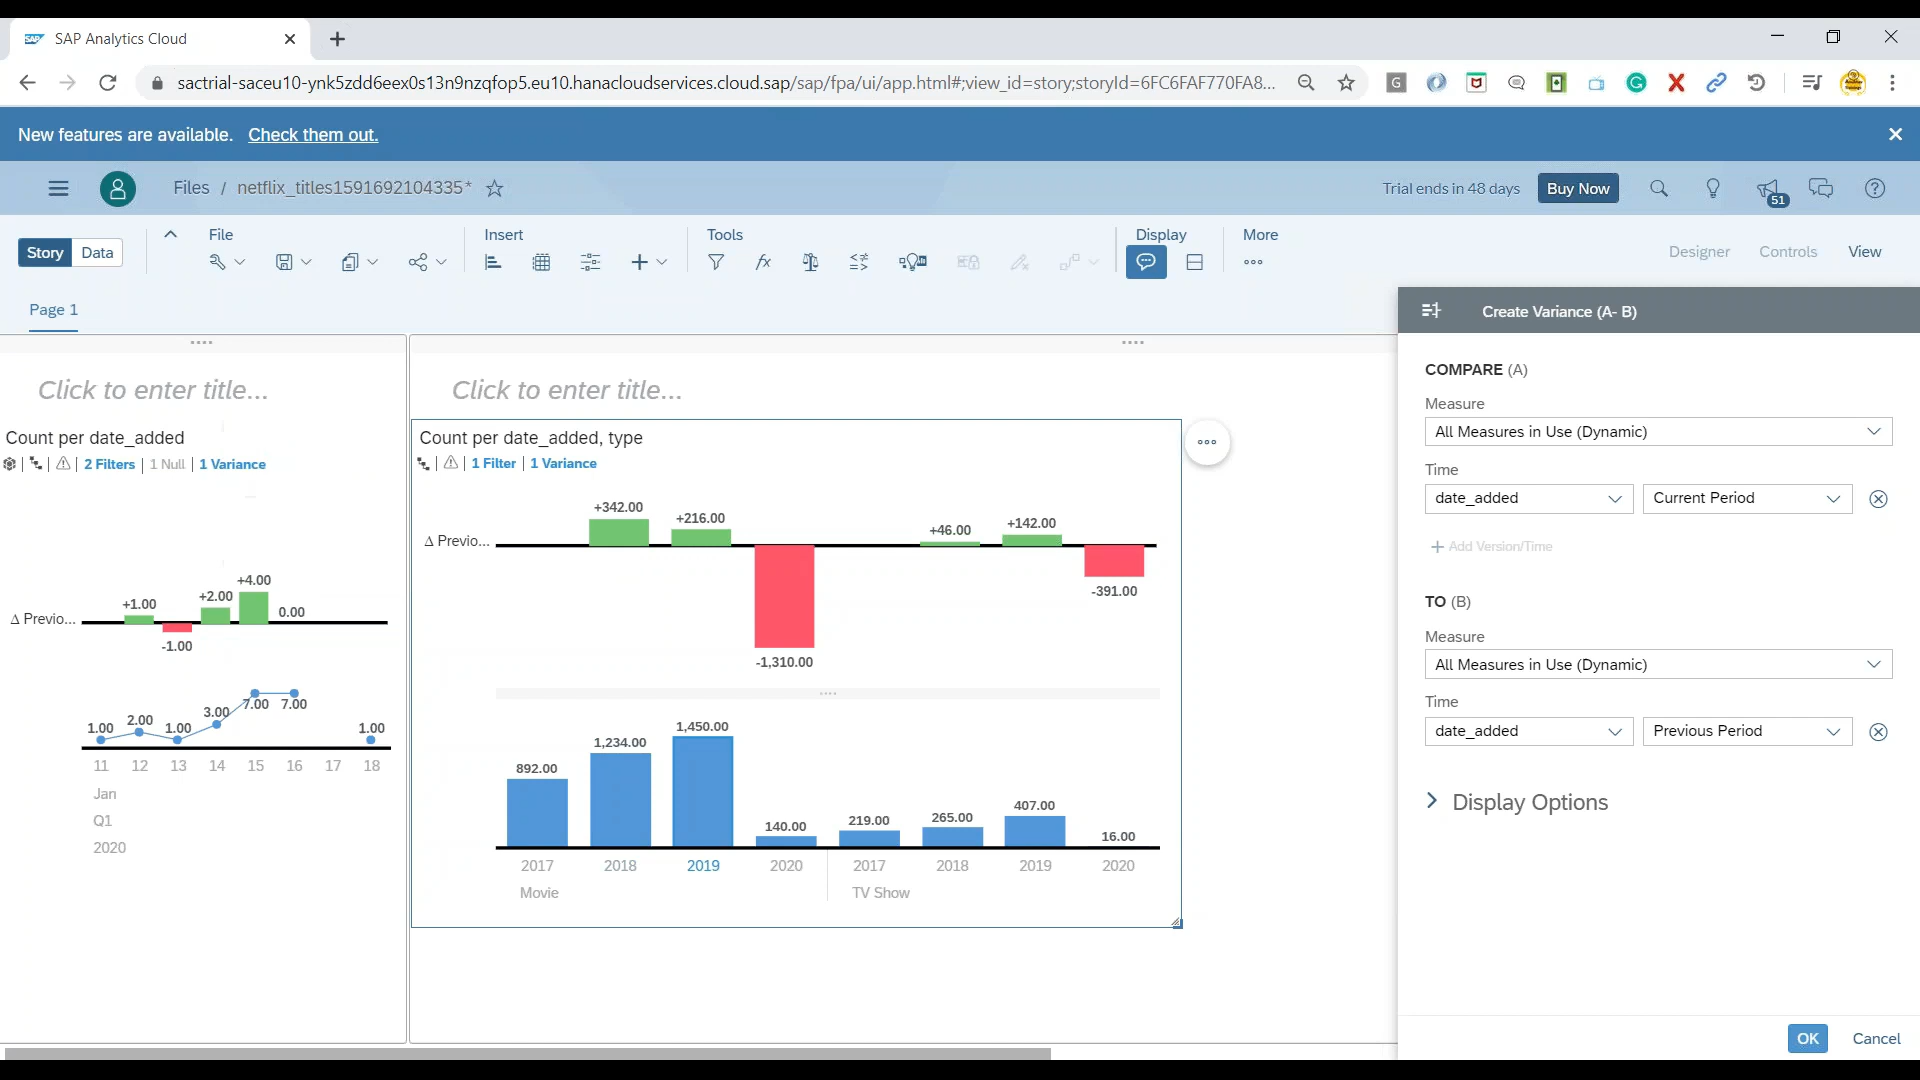 SAP Analytics Cloud
sactrial-saceu10-ynk5zdd6eex0s13n9nzqfop5.eu10.hanacloudservices.cloud.sap/sap/fpa/ui/app.html#;view_id=story;storyId=6FC6FAF770FA8...
New features are available. Check them out.
Files / netflix_titles1591692104335*
Trial ends in 48 days
Buy Now
51
Story Data
File
Insert
Tools
Display
More
Designer Controls View
Page 1
Create Variance (A- B)
Click to enter title...
Count per date_added
2 Filters | 1 Null | 1 Variance
+4.00
+1.00 +2.00 0.00
Δ Previo...
-1.00
1.00 2.00 1.00 3.00 7.00 7.00 1.00
11 12 13 14 15 16 17 18
Jan
Q1
2020
Click to enter title...
Count per date_added, type
1 Filter | 1 Variance
+342.00 +216.00 +46.00 +142.00
Δ Previo...
-391.00
-1,310.00
892.00 1,234.00 1,450.00 140.00 219.00 265.00 407.00 16.00
2017 2018 2019 2020 2017 2018 2019 2020
Movie TV Show
COMPARE (A)
Measure
All Measures in Use (Dynamic)
Time
date_added Current Period
+ Add Version/Time
TO (B)
Measure
All Measures in Use (Dynamic)
Time
date_added Previous Period
Display Options
OK Cancel